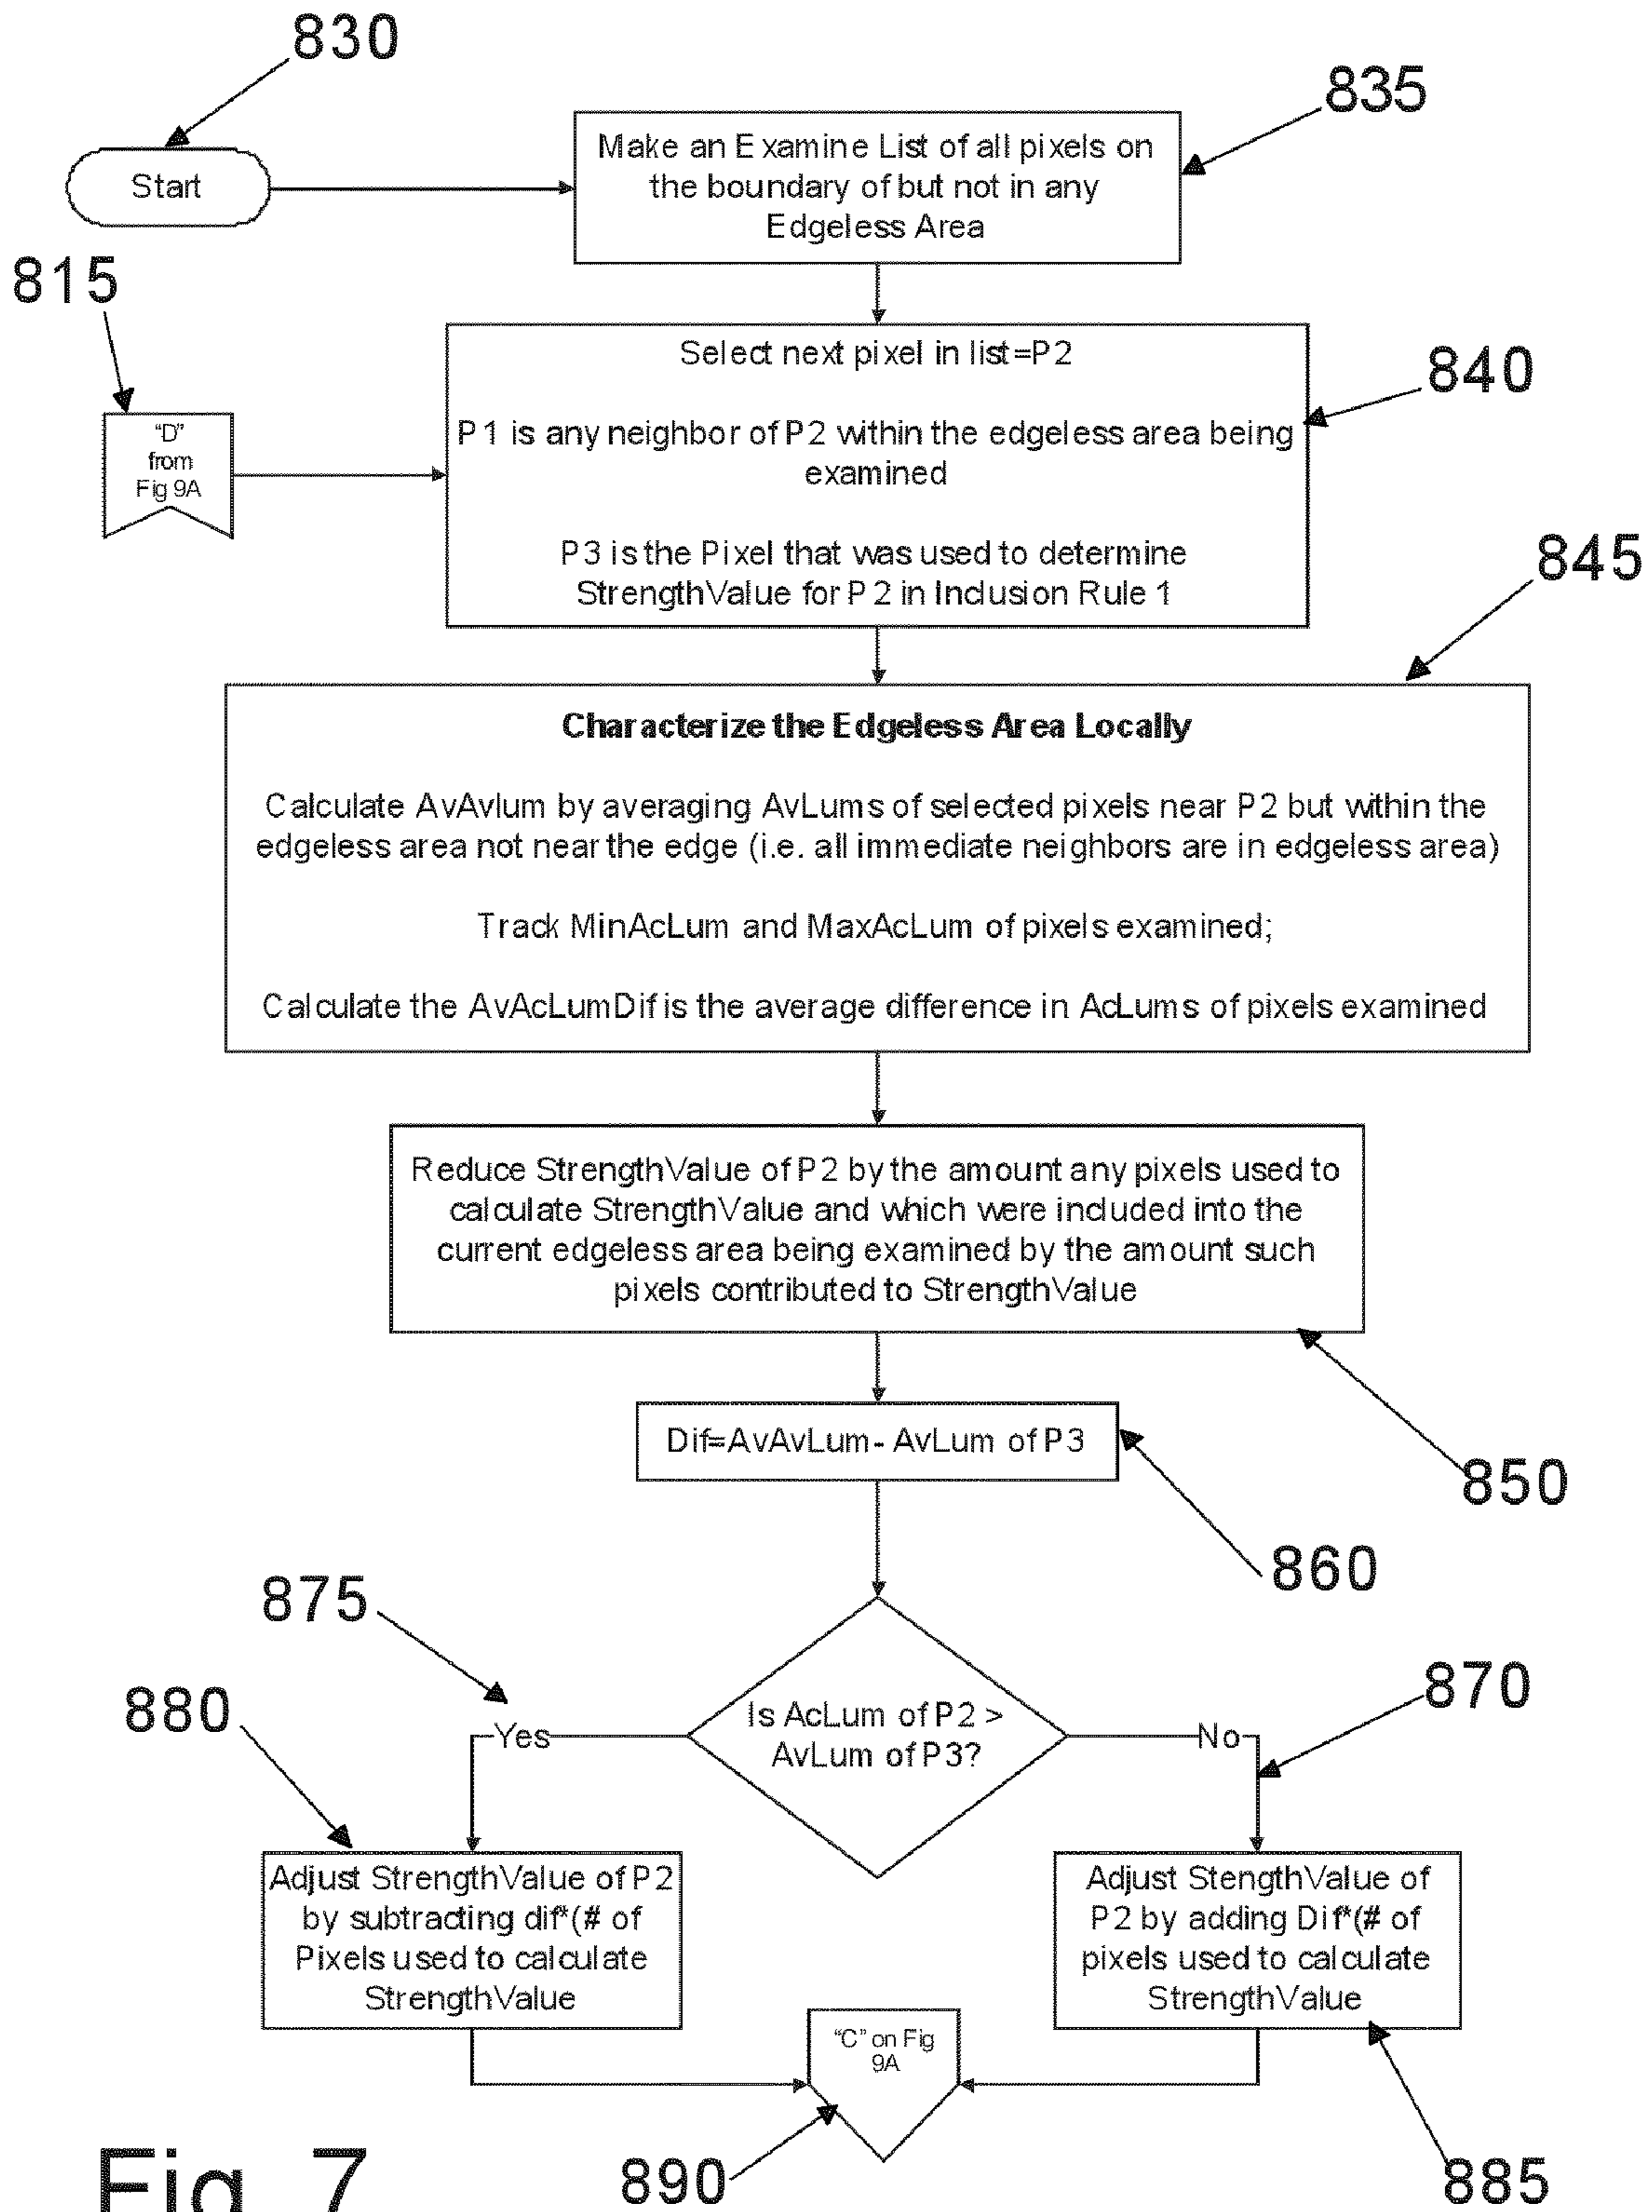 830
835
Start
Make an Examine List of all pixels on
the boundary of but not in any
Edgeless Area
815
840
Select next pixel in list=P2
P1 is any neighbor of P2 within the edgeless area being
examined
P3 is the Pixel that was used to determine
StrengthValue for P2 in Inclusion Rule 1
"D"
from
Fig 9A
845
Characterize the Edgeless Area Locally
Calculate AvAvlum by averaging AvLums of selected pixels near P2 but within the
edgeless area not near the edge (i.e. all immediate neighbors are in edgeless area)
Track MinAcLum and MaxAcLum of pixels examined;
Calculate the AvAcLumDif is the average difference in AcLums of pixels examined
Reduce StrengthValue of P2 by the amount any pixels used to
calculate StrengthValue and which were included into the
current edgeless area being examined by the amount such
pixels contributed to StrengthValue
850
Dif=AvAvLum- AvLum of P3
860
875
870
880
Is AcLum of P2 >
AvLum of P3?
Yes
No
Adjust StrengthValue of P2
by subtracting dif*(# of
Pixels used to calculate
StrengthValue
Adjust StengthValue of
P2 by adding Dif*(# of
pixels used to calculate
StrengthValue
"C" on Fig
9A
890
885
Fig. 7